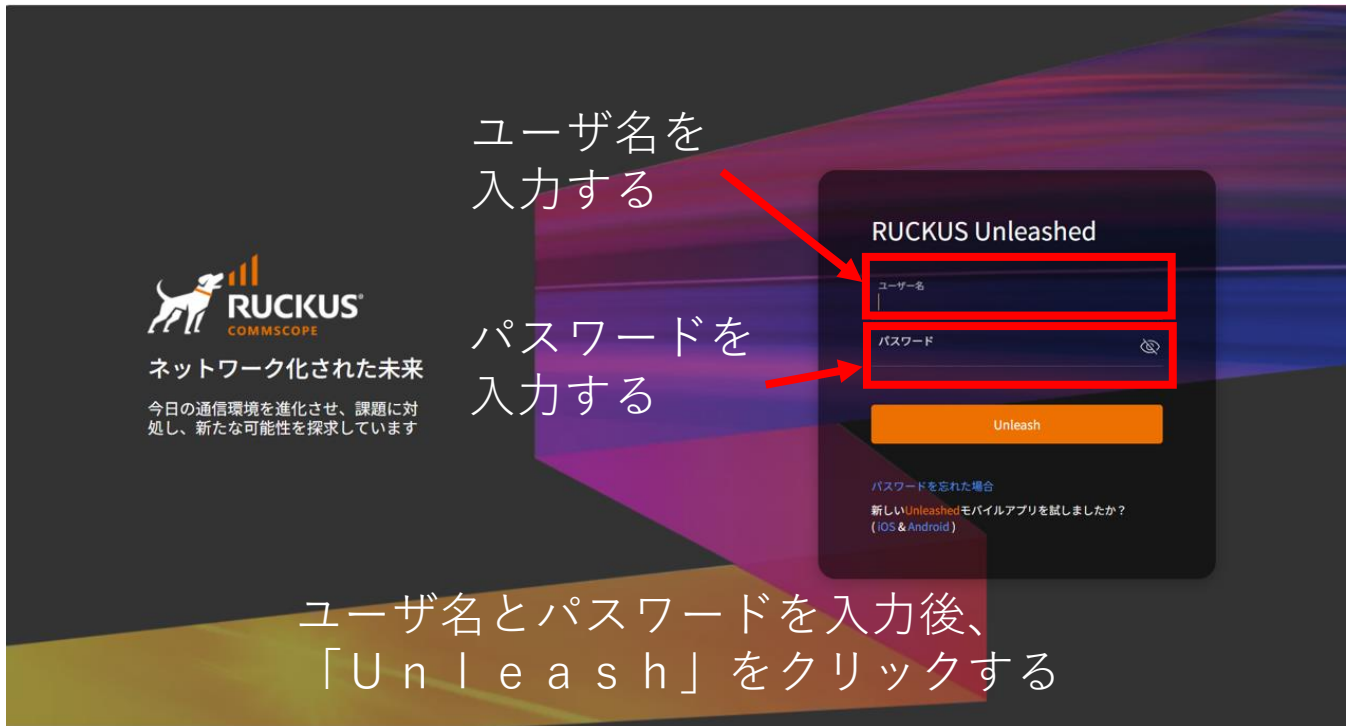 ユーザ名を
入力する
RUCKUS Unleashed
ユーザー名
RUCKUS®
COMMSCOPE
パスワードを
入力する
パスワード
ネットワーク化された未来
今日の通信環境を進化させ、課題に対
処し、新たな可能性を探求しています
Unleash
パスワードを忘れた場合
新しいUnleashedモバイルアプリを試しましたか？
( iOS & Android )
ユーザ名とパスワードを入力後、
「Ｕｎｌｅａｓｈ」をクリックする